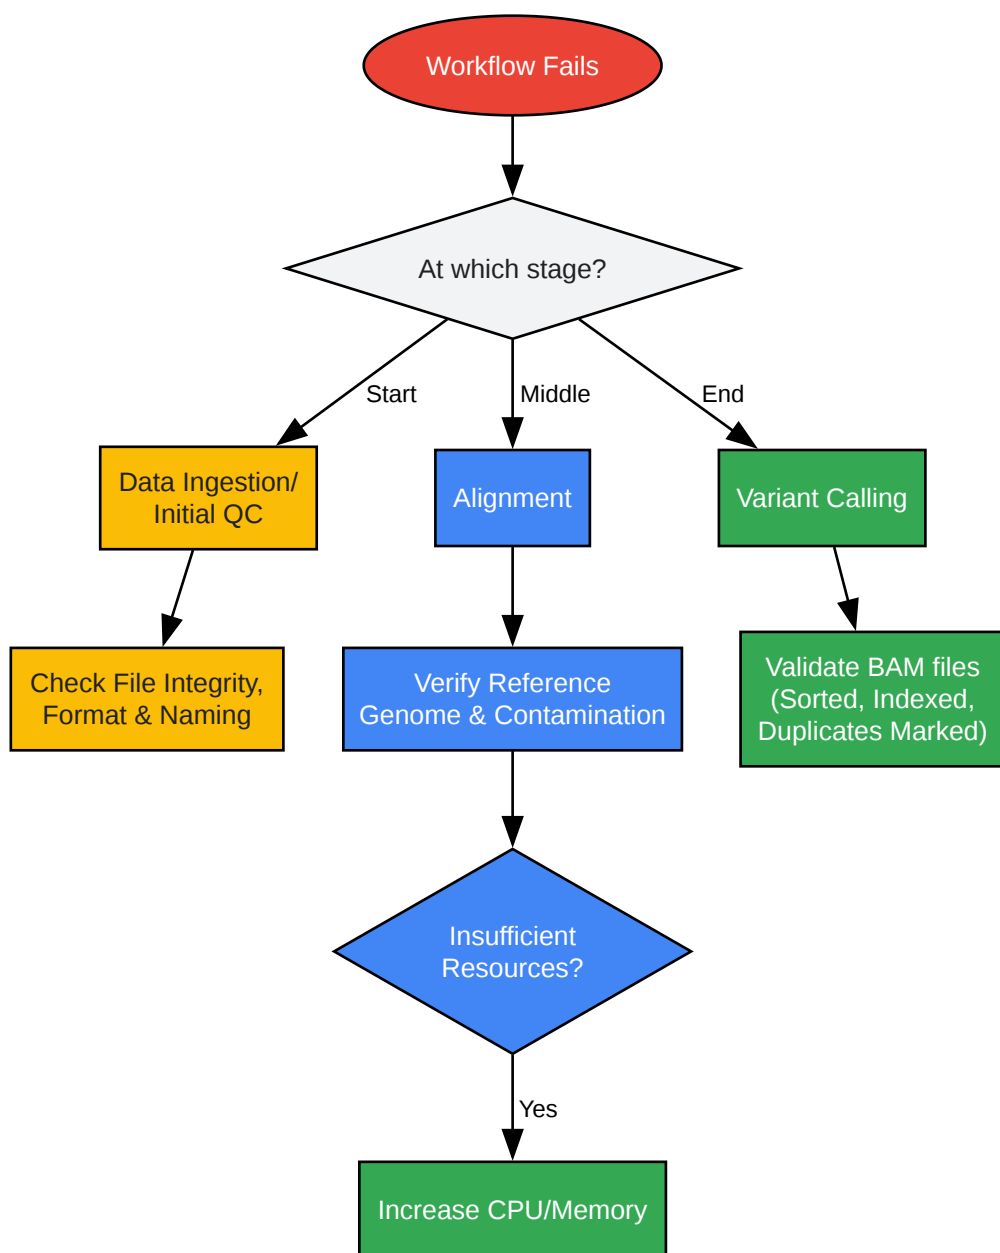 Workflow Fails
At which stage?
Start
Middle
End
Data Ingestion/
Initial QC
Alignment
Variant Calling
Check File Integrity,
Format & Naming
Verify Reference
Genome & Contamination
Validate BAM files
(Sorted, Indexed,
Duplicates Marked)
Insufficient
Resources?
Yes
Increase CPU/Memory